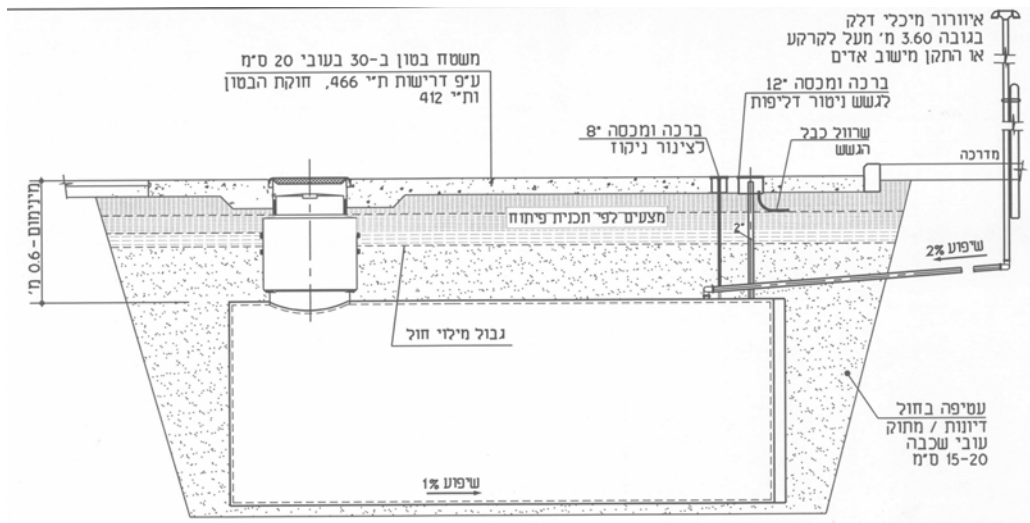 איוורור מיכלי דלק
בגובה 3.60 מ' מעל לקרקע
או התקן מישוב אדים
משטח בטון ב-30 בעובי 20 ס"מ
ע"פ דרישות ת"י 466, חוקת הבטון
ות"י 412
ברכה ומכסה "12
לגשש ניטור דליפות
ברכה ומכסה "8
לצינור ניקוז
שרוול כבל
הגשש
מדרכה
מינימום - 0.6 מ'
מצעים לפי תכנית פיתוח
2"
שיפוע 2%
גבול מילוי חול
עטיפה בחול
דיונות / מתוק
עובי שכבה
15-20 ס"מ
שיפוע 1%